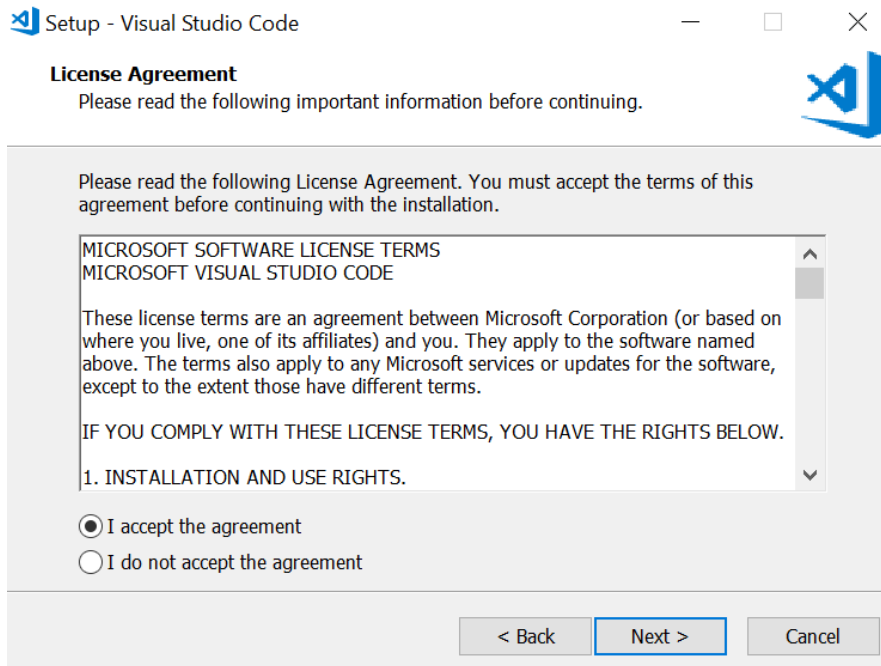 Setup - Visual Studio Code
License Agreement
Please read the following important information before continuing.
Please read the following License Agreement. You must accept the terms of this
agreement before continuing with the installation.
MICROSOFT SOFTWARE LICENSE TERMS
MICROSOFT VISUAL STUDIO CODE
These license terms are an agreement between Microsoft Corporation (or based on
where you live, one of its affiliates) and you. They apply to the software named
above. The terms also apply to any Microsoft services or updates for the software,
except to the extent those have different terms.
IF YOU COMPLY WITH THESE LICENSE TERMS, YOU HAVE THE RIGHTS BELOW.
1. INSTALLATION AND USE RIGHTS.
I accept the agreement
I do not accept the agreement
< Back Next > Cancel